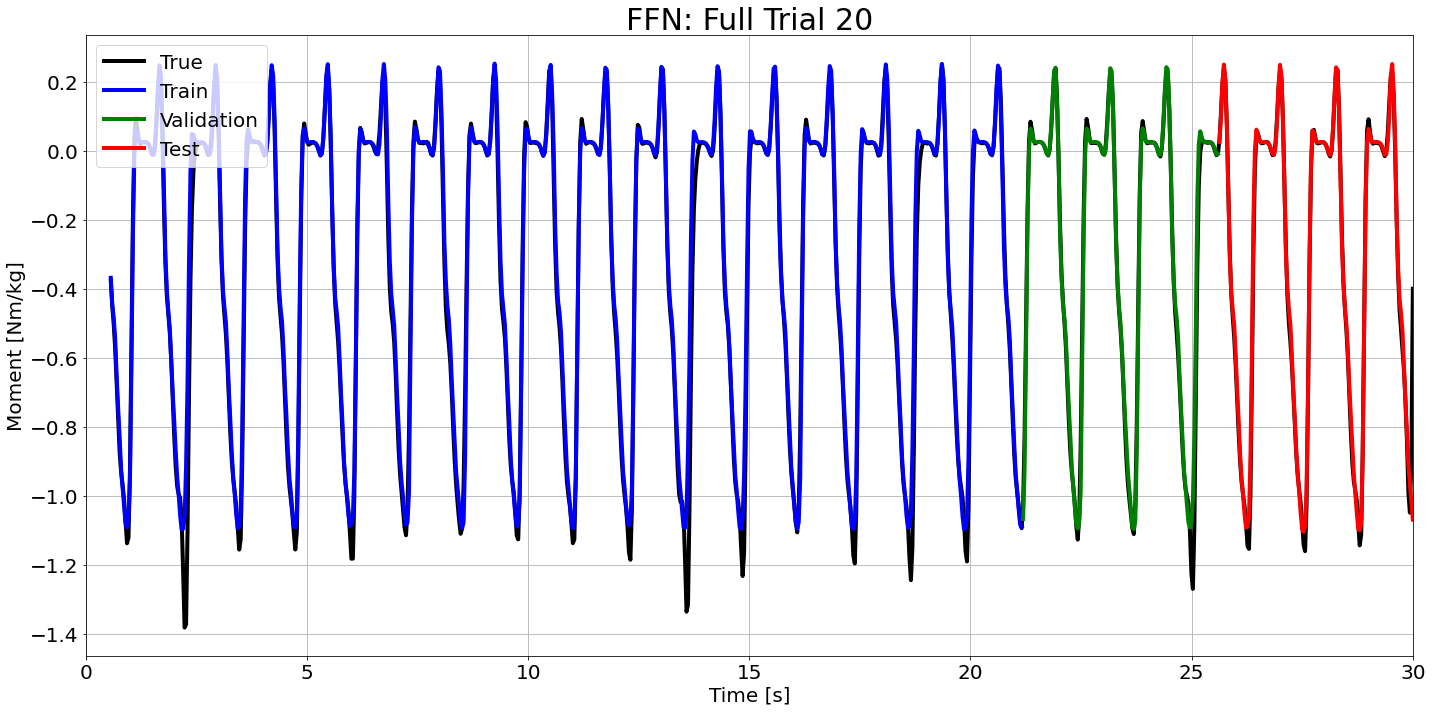 FFN: Full Trial 20
True
Train
Validation
Test
0.2
0.0
−0.2
−0.4
−0.6
−0.8
−1.0
−1.2
−1.4
Moment [Nm/kg]
0 5 10 15 20 25 30
Time [s]